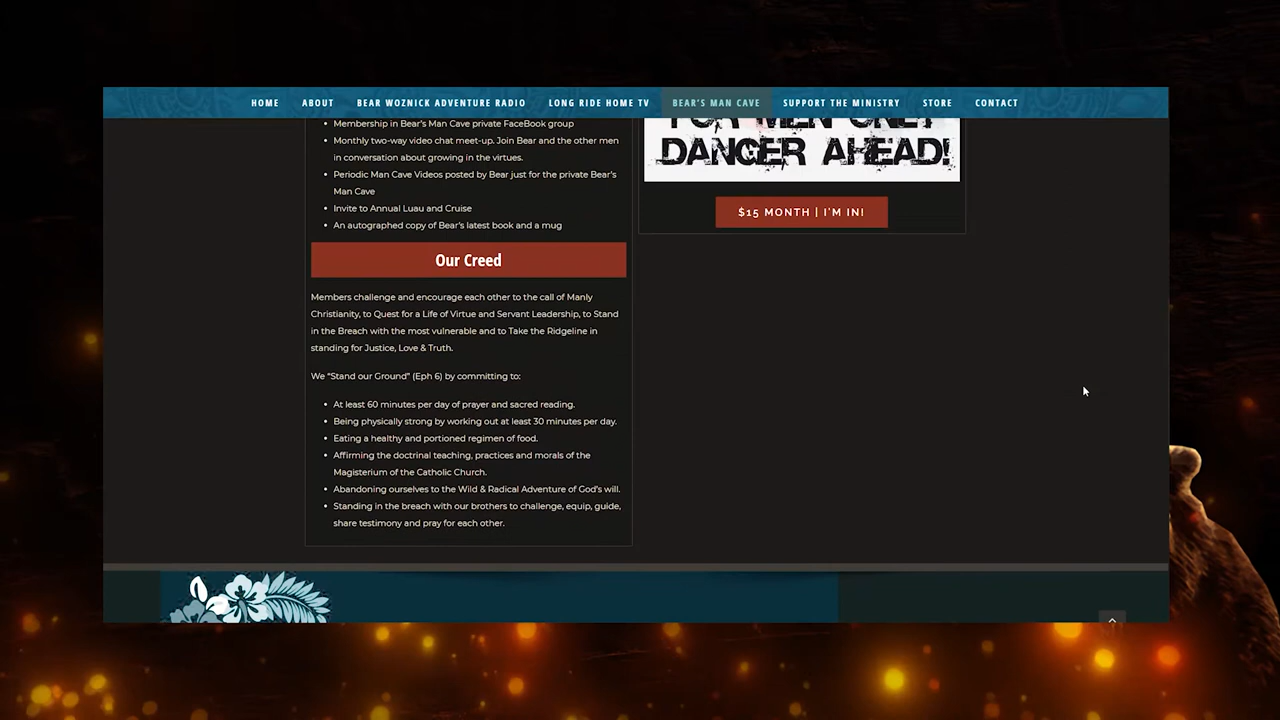 HOME ABOUT BEAR WOZNICK ADVENTURE RADIO LONG RIDE HOME TV BEAR'S MAN CAVE SUPPORT THE MINISTRY STORE CONTACT
• Membership in Bear's Man Cave private FaceBook group
• Monthly two-way video chat meet-up. Join Bear and the other men
in conversation about growing in the virtues.
• Periodic Man Cave Videos posted by Bear just for the private Bear's
Man Cave
• Invite to Annual Luau and Cruise
• An autographed copy of Bear's latest book and a mug
Our Creed
Members challenge and encourage each other to the call of Manly
Christianity, to Quest for a Life of Virtue and Servant Leadership, to Stand
in the Breach with the most vulnerable and to Take the Ridgeline in
standing for Justice, Love & Truth.
We “Stand our Ground” (Eph 6) by committing to:
• At least 60 minutes per day of prayer and sacred reading.
• Being physically strong by working out at least 30 minutes per day.
• Eating a healthy and portioned regimen of food.
• Affirming the doctrinal teaching, practices and morals of the
Magisterium of the Catholic Church.
• Abandoning ourselves to the Wild & Radical Adventure of God's will.
• Standing in the breach with our brothers to challenge, equip, guide,
share testimony and pray for each other.
FOR MEN ONLY
DANGER AHEAD!
$15 MONTH | I'M IN!